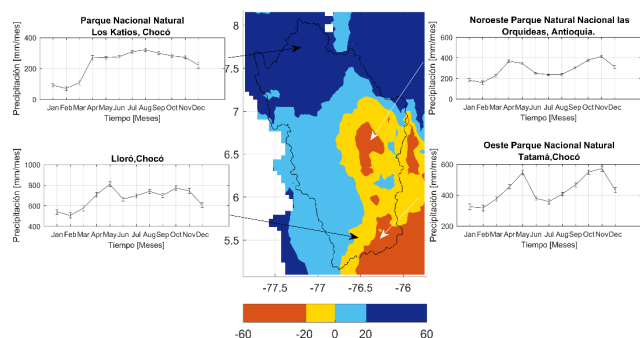 Parque Nacional Natural
Los Katios, Chocó
Precipitación [mm/mes]
400
200
0
Jan Feb Mar Apr May Jun Jul Aug Sep Oct Nov Dec
Tiempo [Meses]
Lloró,Chocó
Precipitación [mm/mes]
1000
800
600
400
Jan Feb Mar Apr May Jun Jul Aug Sep Oct Nov Dec
Tiempo [Meses]
8
7.5
7
6.5
6
5.5
-77.5 -77 -76.5 -76
-60 -20 0 20 60
Noroeste Parque Natural Nacional las
Orquideas, Antioquia.
Precipitación [mm/mes]
600
400
200
0
Jan Feb Mar Apr May Jun Jul Aug Sep Oct Nov Dec
Tiempo [Meses]
Oeste Parque Nacional Natural
Tatamá,Chocó
Precipitación [mm/mes]
600
400
200
Jan Feb Mar Apr May Jun Jul Aug Sep Oct Nov Dec
Tiempo [Meses]